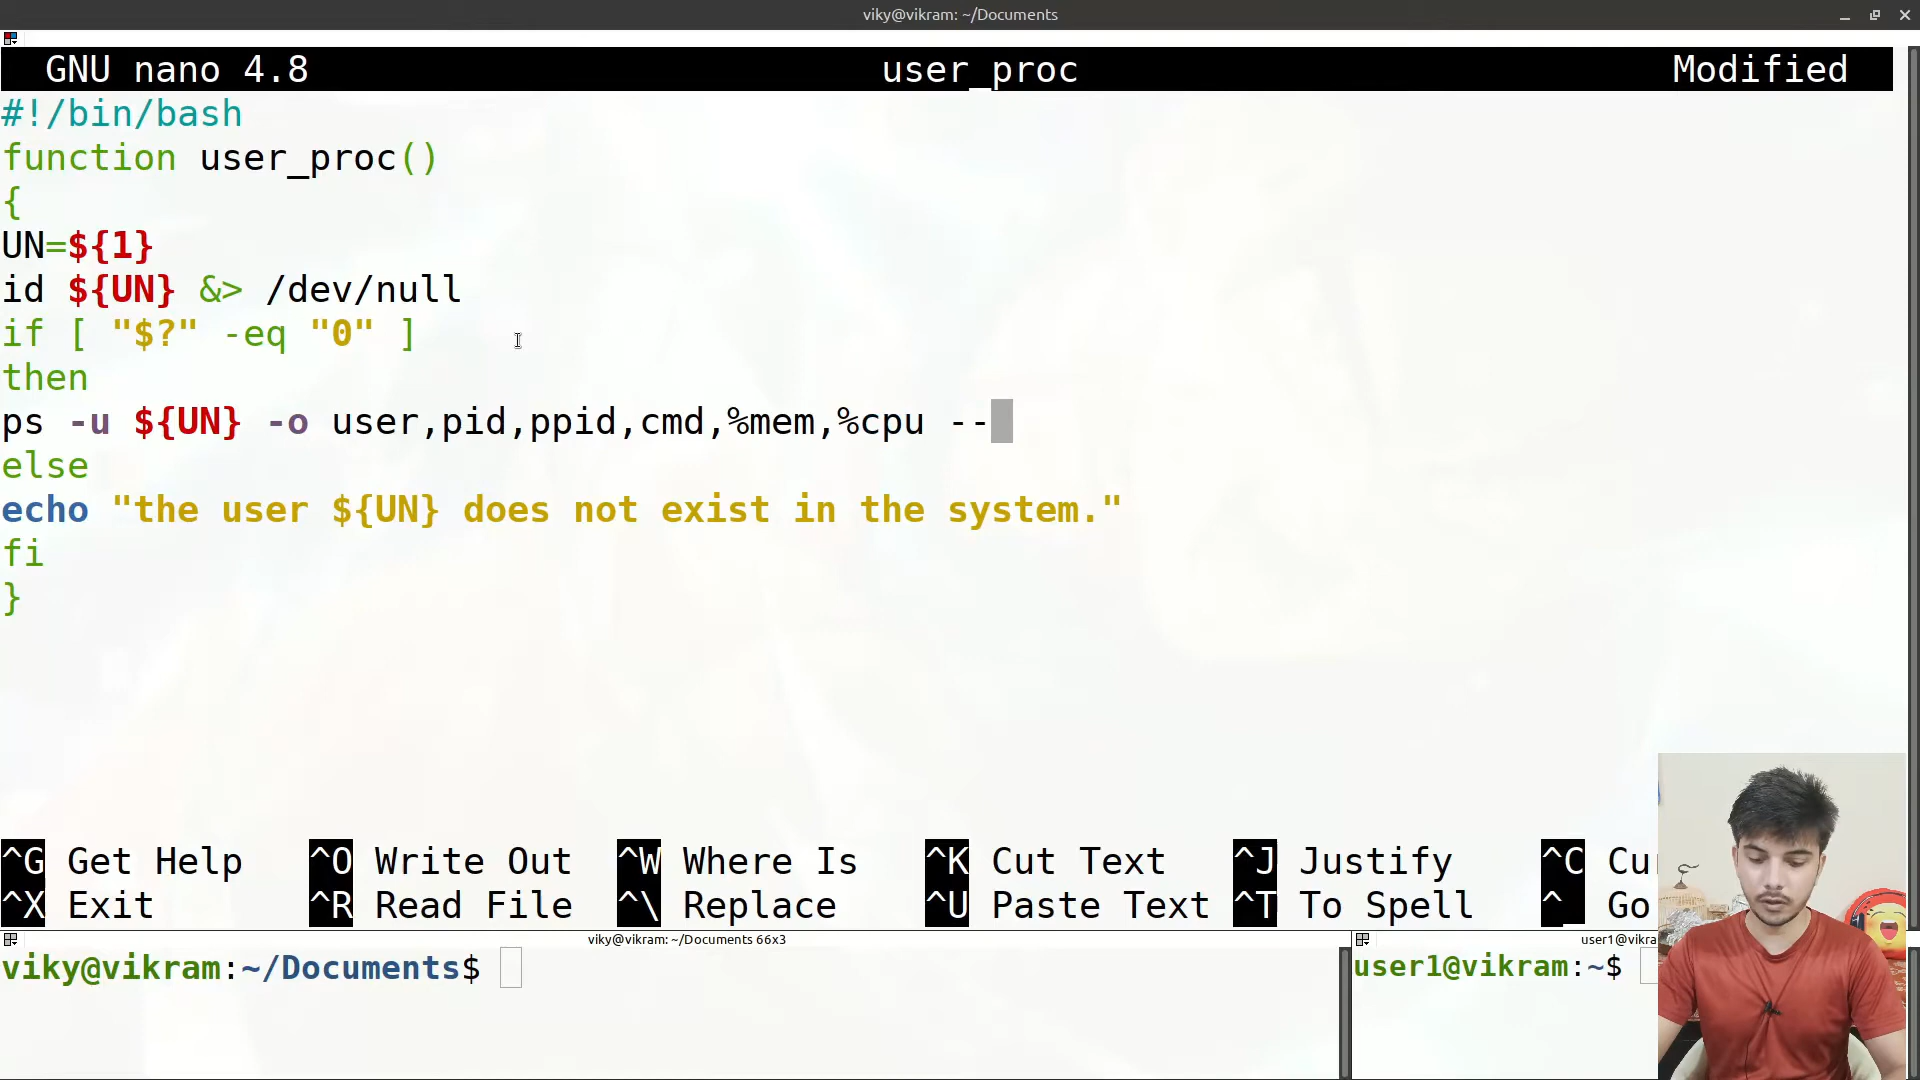 viky@vikram: ~/Documents
GNU nano 4.8 user_proc Modified
#!/bin/bash
function user_proc()
{
UN=${1}
id ${UN} &> /dev/null
if [ "$?" -eq "0" ]
then
ps -u ${UN} -o user,pid,ppid,cmd,%mem,%cpu --
else
echo "the user ${UN} does not exist in the system."
fi
}
^G Get Help ^O Write Out ^W Where Is ^K Cut Text ^J Justify ^C Cu
^X Exit ^R Read File ^\ Replace ^U Paste Text ^T To Spell ^_ Go
viky@vikram: ~/Documents 66x3
user1@vikra
viky@vikram:~/Documents$
user1@vikram:~$